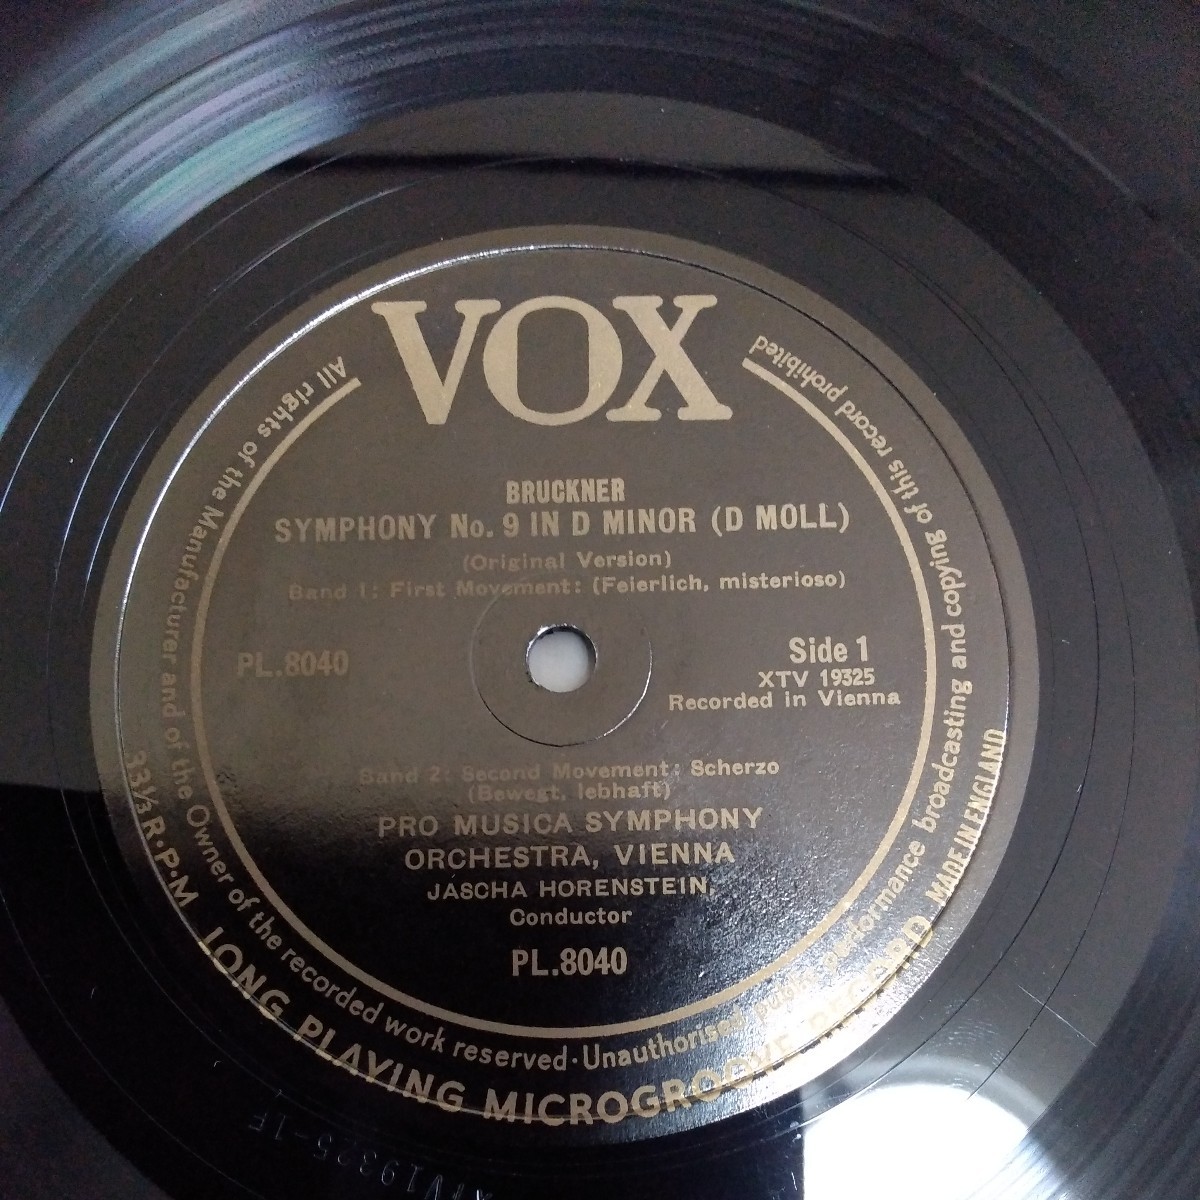 VOX
BRUCKNER
SYMPHONY No. 9 IN D MINOR (D MOLL)
(Original Version)
Band 1: First Movement: (Feierlich, misterioso)
PL.8040
Side 1
XTV 19325
Recorded in Vienna
Band 2: Second Movement: Scherzo
(Bewegt, lebhaft)
PRO MUSICA SYMPHONY
ORCHESTRA, VIENNA
JASCHA HORENSTEIN,
Conductor
PL.8040
All rights of the Manufacturer and of the Owner of the recorded work reserved · Unauthorised public performance broadcasting and copying of this record prohibited
33⅓ R·P·M LONG PLAYING MICROGROOVE RECORD MADE IN ENGLAND
XTV19325-1F